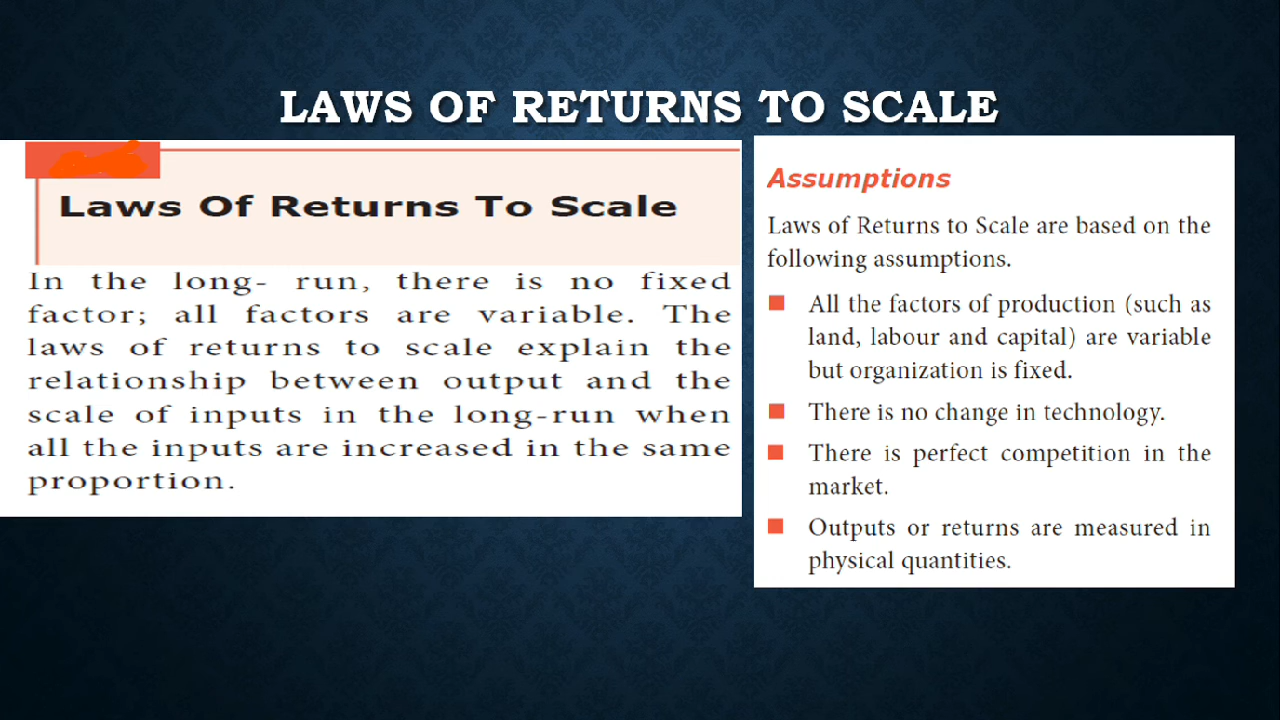 LAWS OF RETURNS TO SCALE
Laws Of Returns To Scale
In the long- run, there is no fixed
factor; all factors are variable. The
laws of returns to scale explain the
relationship between output and the
scale of inputs in the long-run when
all the inputs are increased in the same
proportion.
Assumptions
Laws of Returns to Scale are based on the
following assumptions.
All the factors of production (such as
land, labour and capital) are variable
but organization is fixed.
There is no change in technology.
There is perfect competition in the
market.
Outputs or returns are measured in
physical quantities.